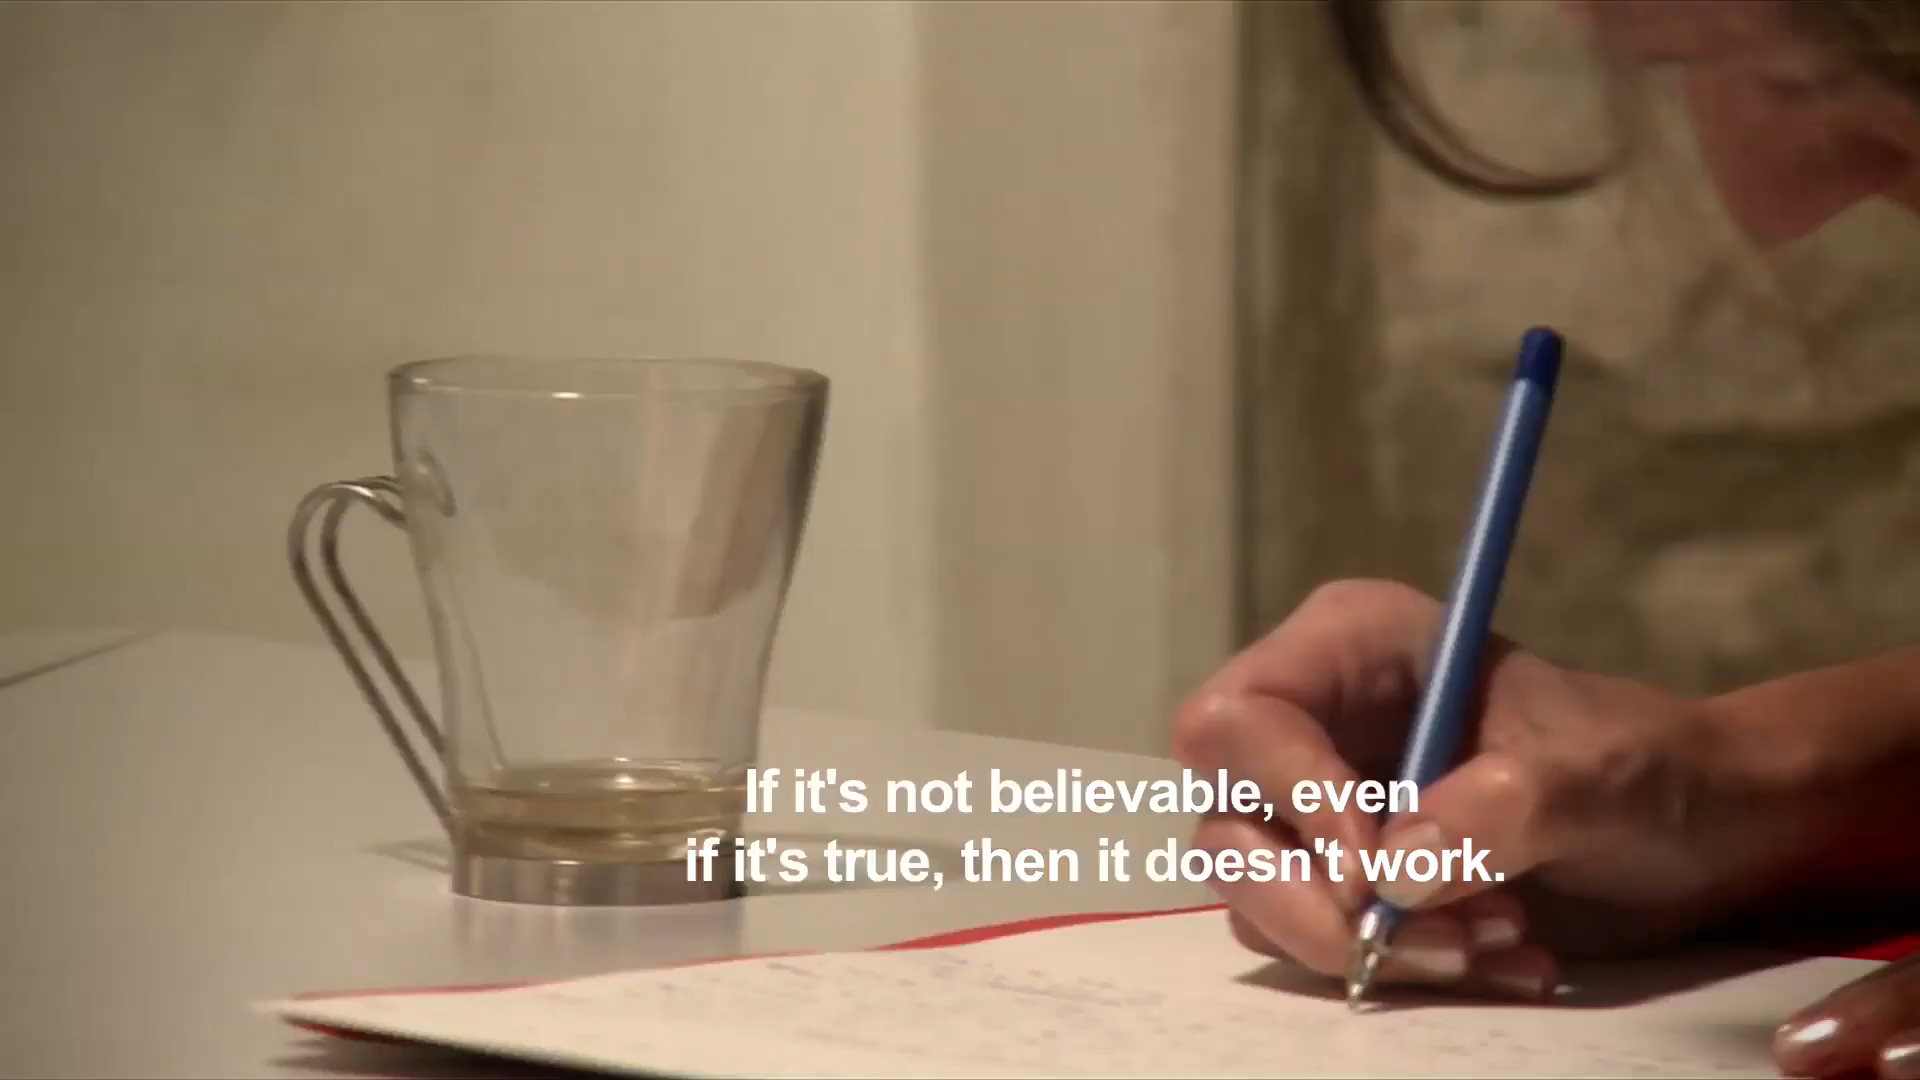 If it's not believable, even
if it's true, then it doesn't work.